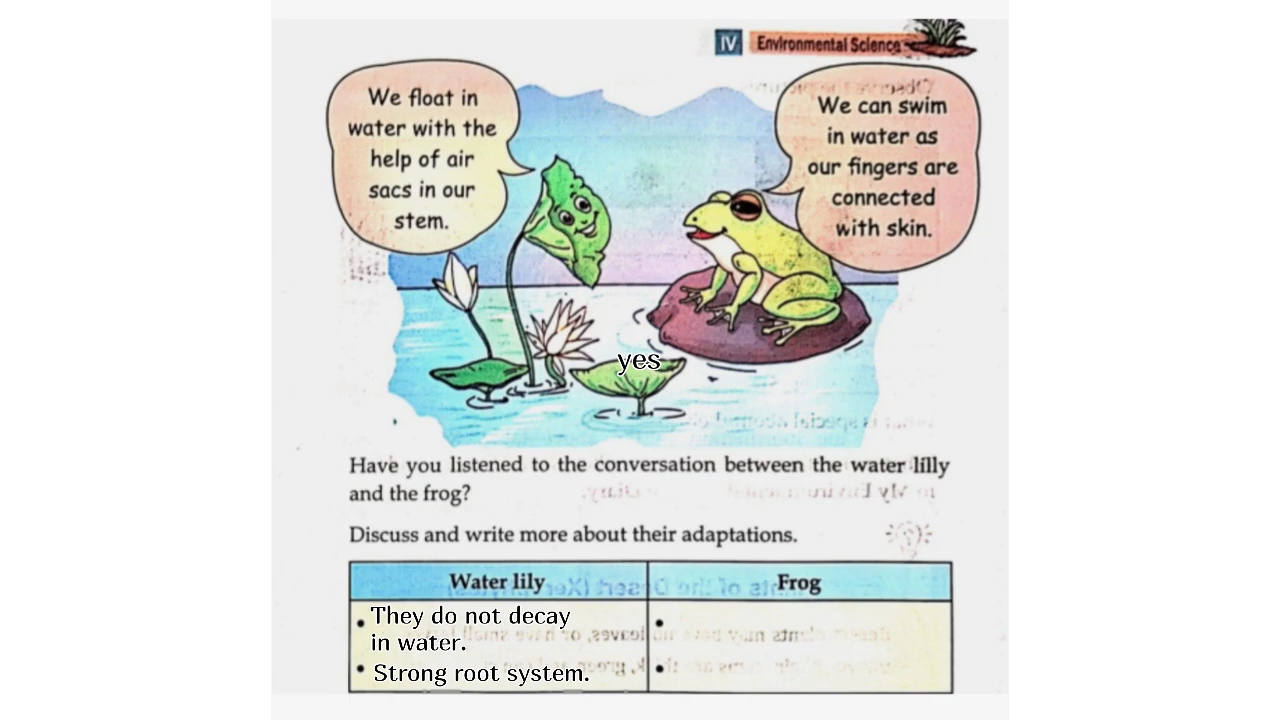 IV Environmental Science
We float in
water with the
help of air
sacs in our
stem.
We can swim
in water as
our fingers are
connected
with skin.
yes
Have you listened to the conversation between the water lilly
and the frog?
Discuss and write more about their adaptations.
Water lily
Frog
• They do not decay
in water.
• Strong root system.
•
•